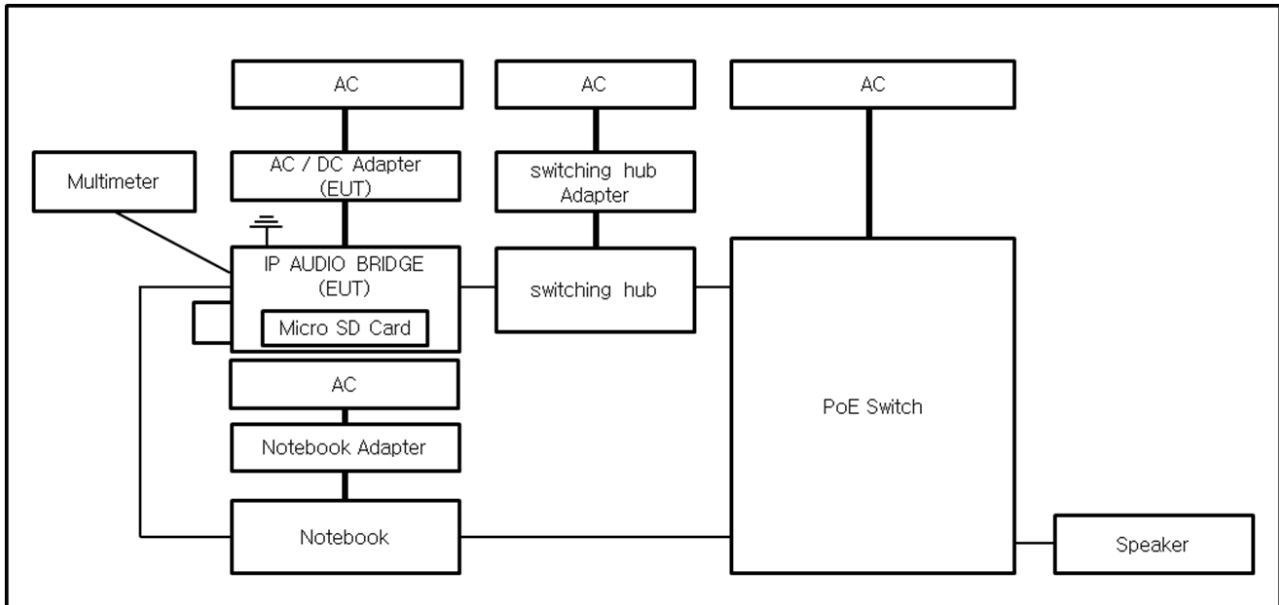 AC
AC
AC
Multimeter
AC / DC Adapter
(EUT)
switching hub
Adapter
IP AUDIO BRIDGE
(EUT)
Micro SD Card
switching hub
PoE Switch
AC
Notebook Adapter
Notebook
Speaker